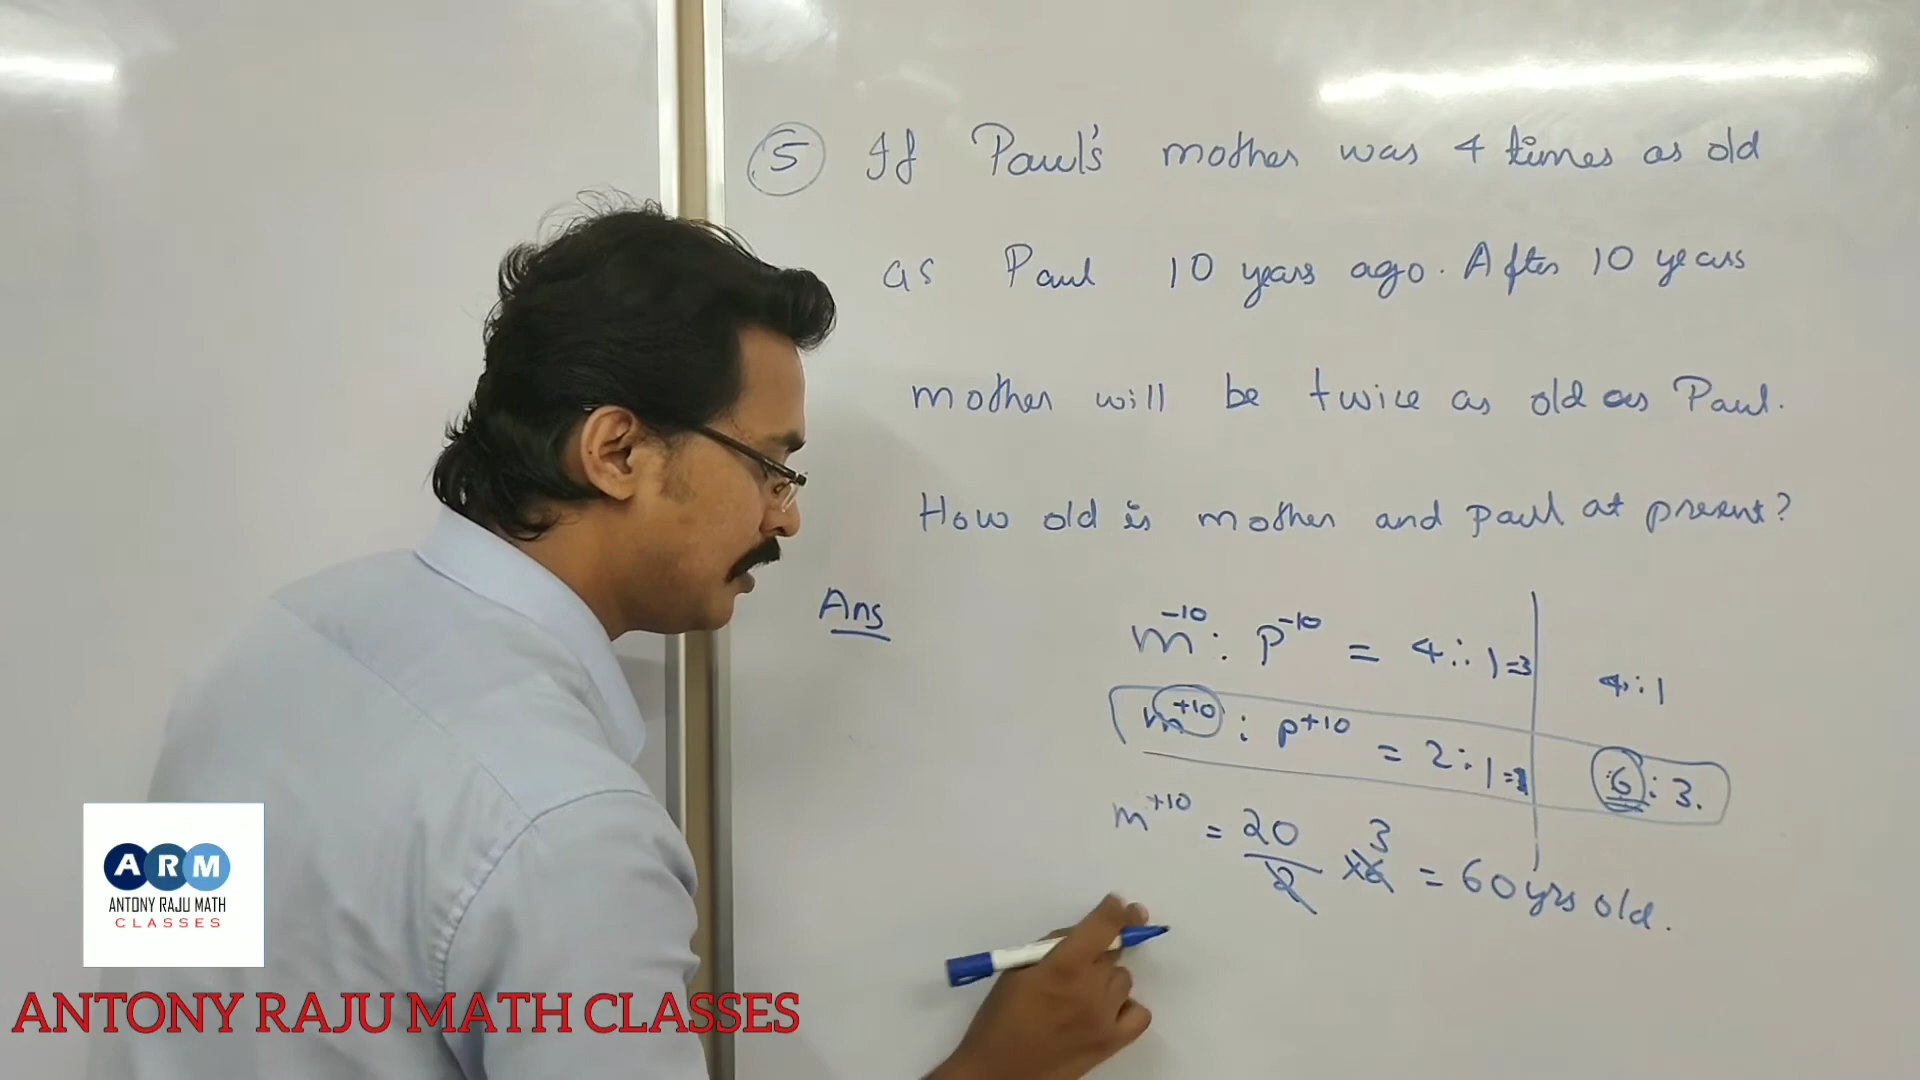 5 If Paul's mother was 4 times as old
as Paul 10 years ago. After 10 years
mother will be twice as old as Paul.
How old is mother and paul at present?
Ans
m⁻¹⁰ : p⁻¹⁰ = 4 : 1 = 3
4 : 1
m⁺¹⁰ : p⁺¹⁰ = 2 : 1 = 1
6 : 3.
m⁺¹⁰ = 20/2 × 6 3 = 60 yrs old.
ARM
ANTONY RAJU MATH
CLASSES
ANTONY RAJU MATH CLASSES